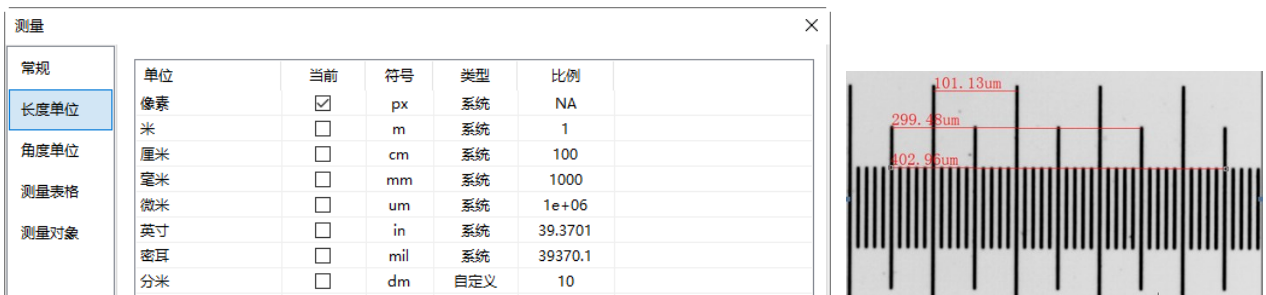 测量
常规
长度单位
角度单位
测量表格
测量对象
单位 当前 符号 类型 比例
像素 px 系统 NA
米 m 系统 1
厘米 cm 系统 100
毫米 mm 系统 1000
微米 um 系统 1e+06
英寸 in 系统 39.3701
密耳 mil 系统 39370.1
分米 dm 自定义 10
101.13um
299.48um
402.96um